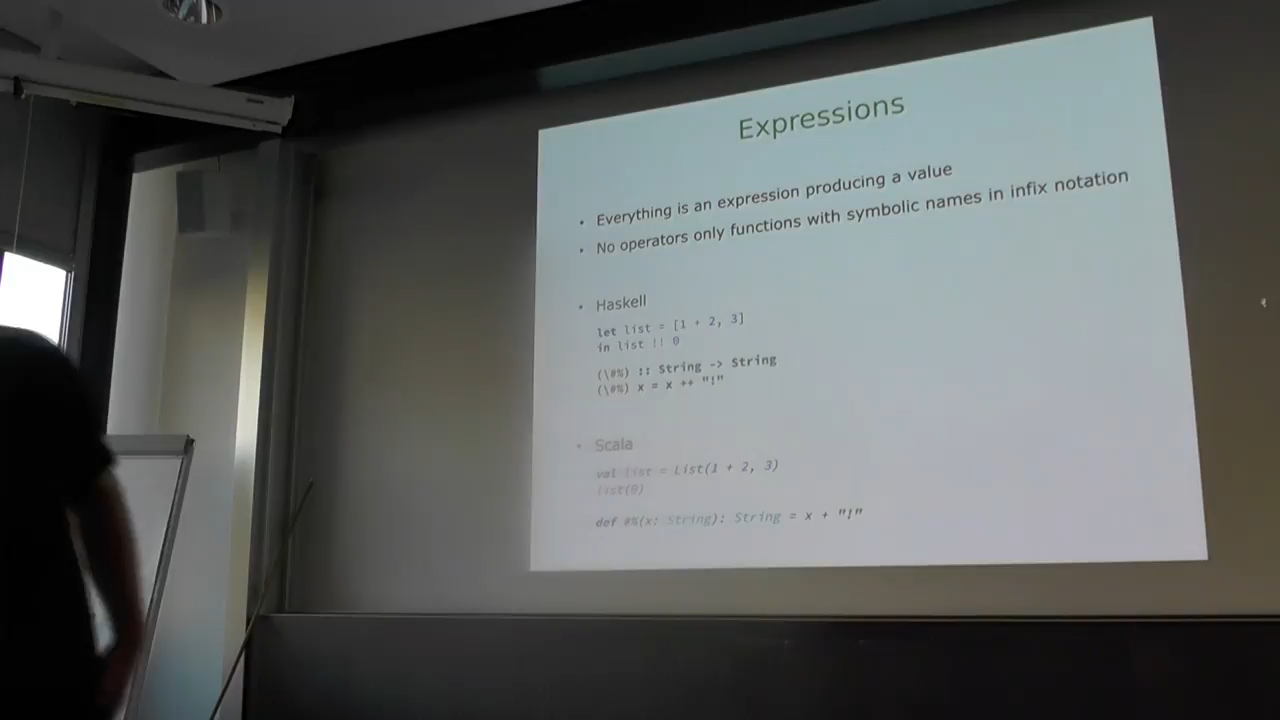 Expressions
• Everything is an expression producing a value
• No operators only functions with symbolic names in infix notation
• Haskell
let list = [1 + 2, 3]
in list !! 0
(\#%) :: String -> String
(\#%) x = x ++ "!"
• Scala
val list = List(1 + 2, 3)
list(0)
def #%(x: String): String = x + "!"